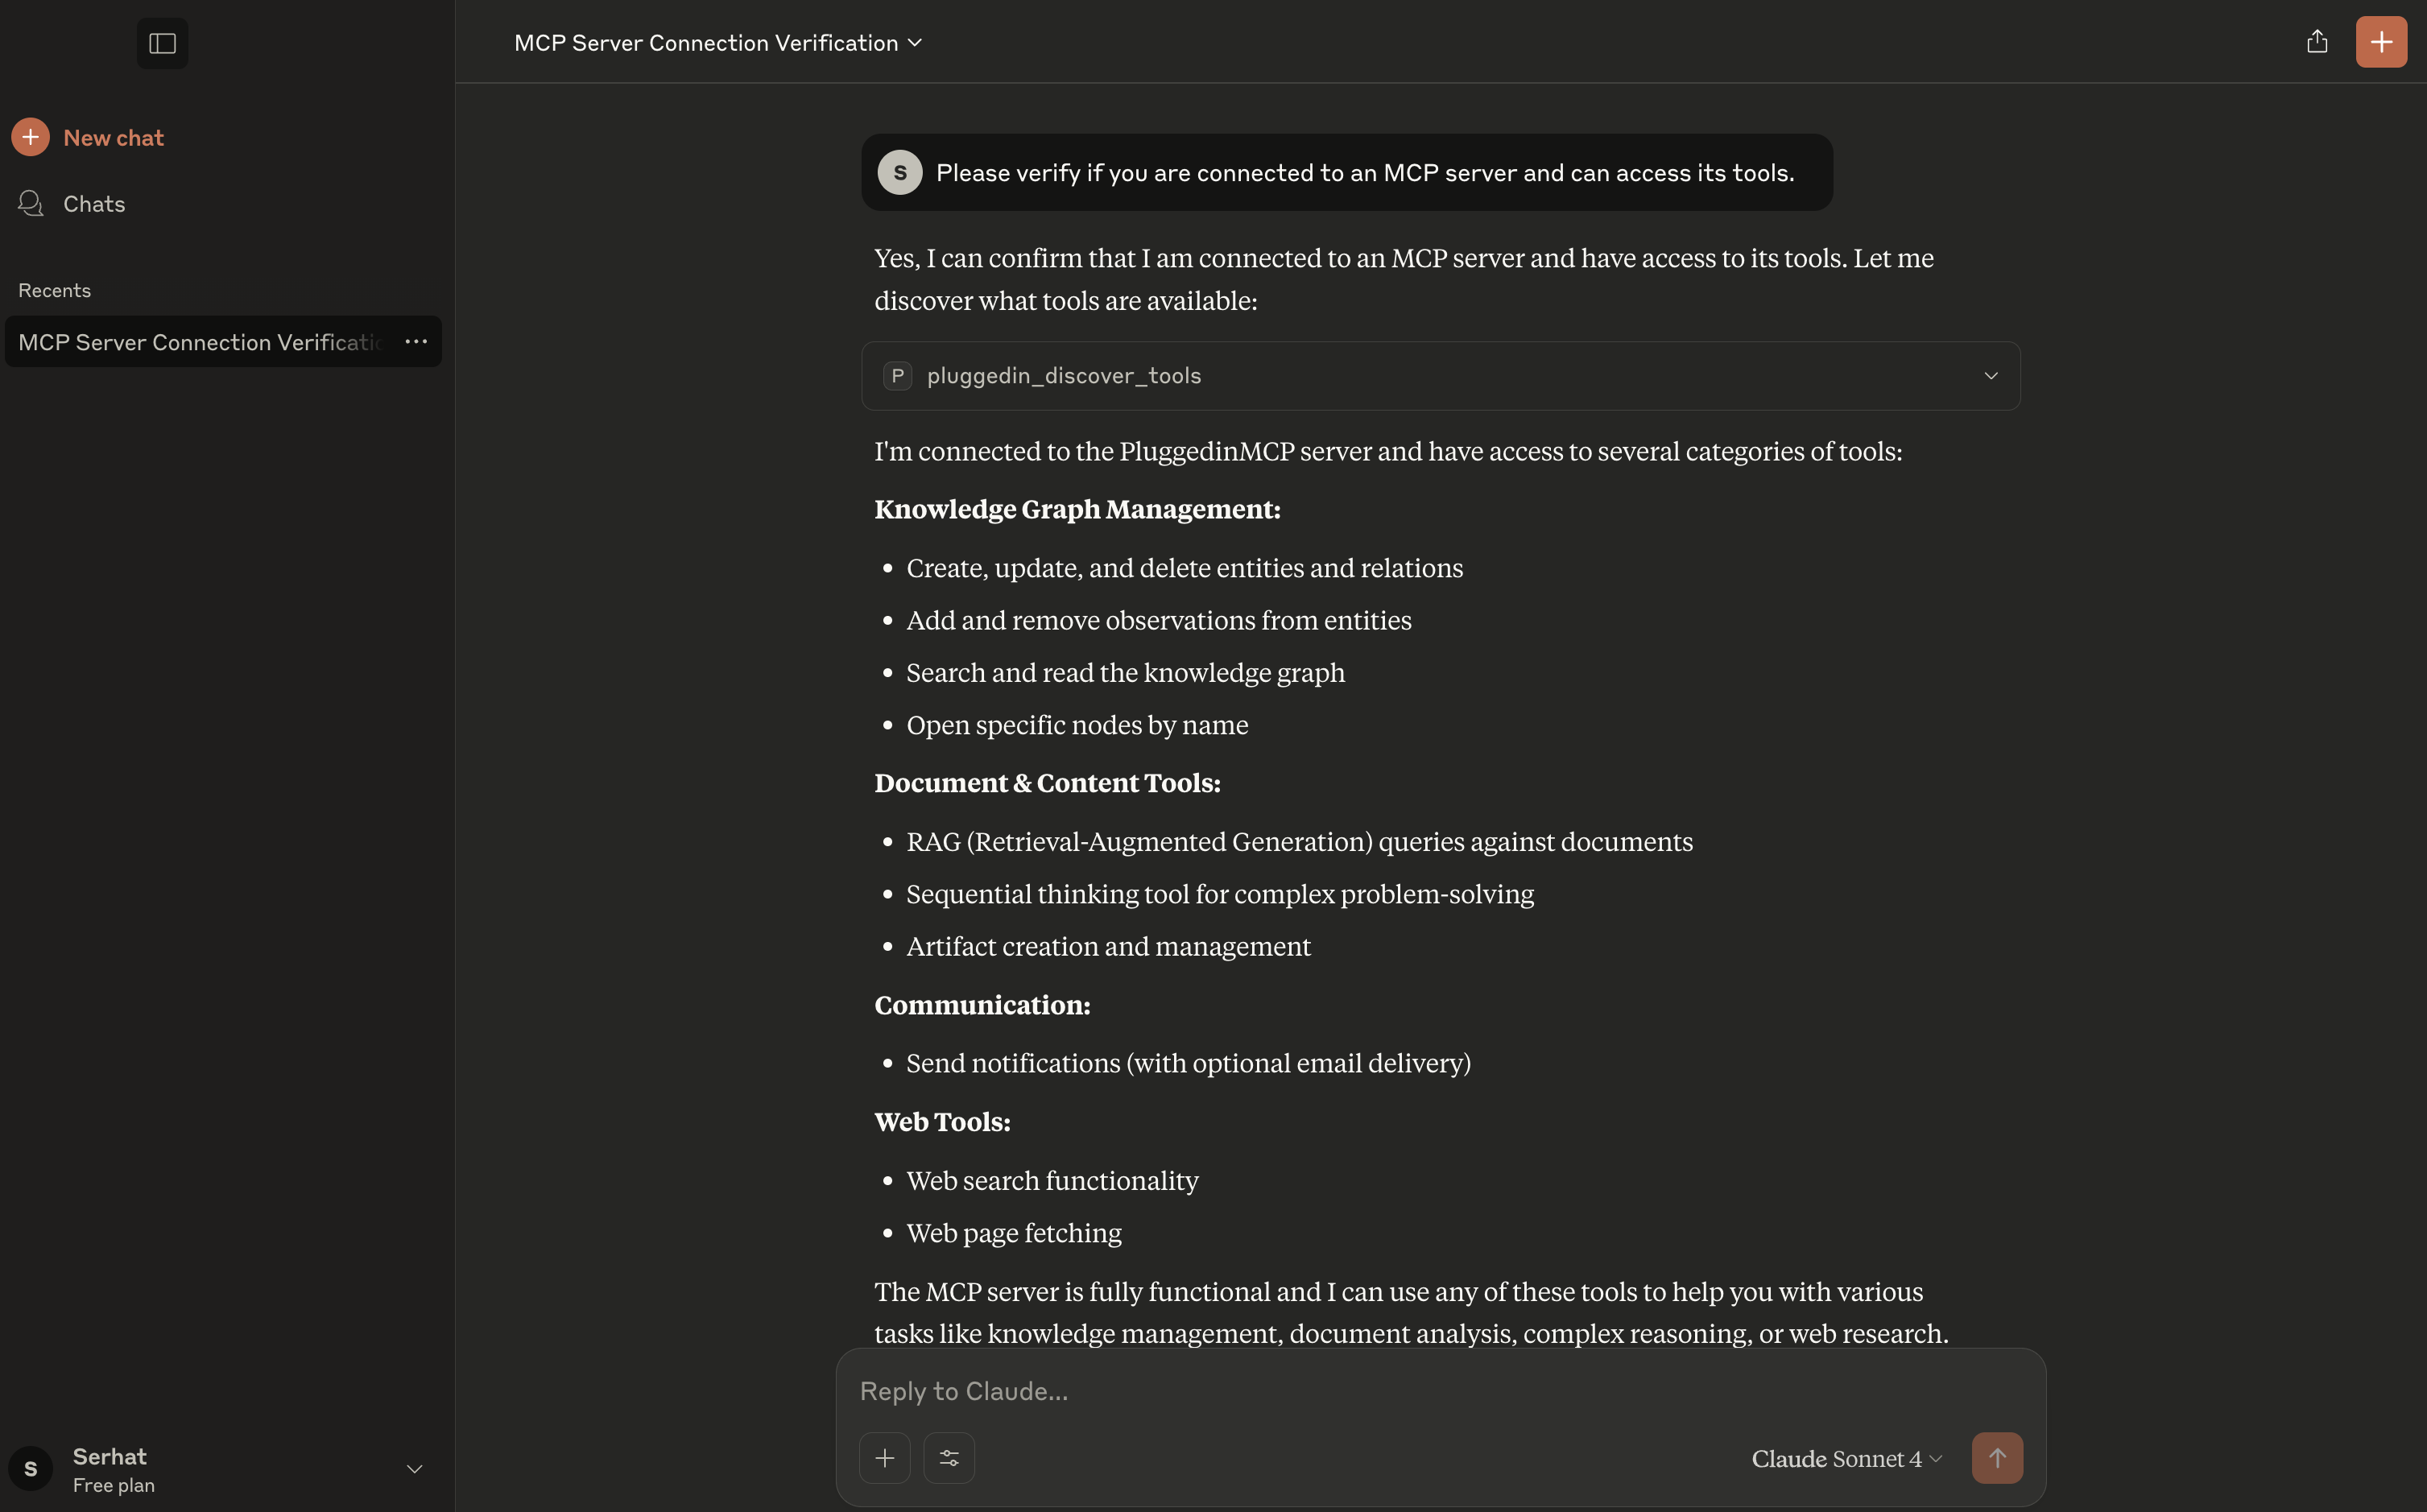 MCP Server Connection Verification
New chat
Chats
Recents
MCP Server Connection Verificatio
S
Please verify if you are connected to an MCP server and can access its tools.
Yes, I can confirm that I am connected to an MCP server and have access to its tools. Let me
discover what tools are available:
P pluggedin_discover_tools
I'm connected to the PluggedinMCP server and have access to several categories of tools:
Knowledge Graph Management:
• Create, update, and delete entities and relations
• Add and remove observations from entities
• Search and read the knowledge graph
• Open specific nodes by name
Document & Content Tools:
• RAG (Retrieval-Augmented Generation) queries against documents
• Sequential thinking tool for complex problem-solving
• Artifact creation and management
Communication:
• Send notifications (with optional email delivery)
Web Tools:
• Web search functionality
• Web page fetching
The MCP server is fully functional and I can use any of these tools to help you with various
tasks like knowledge management, document analysis, complex reasoning, or web research.
Reply to Claude...
Claude Sonnet 4
S
Serhat
Free plan